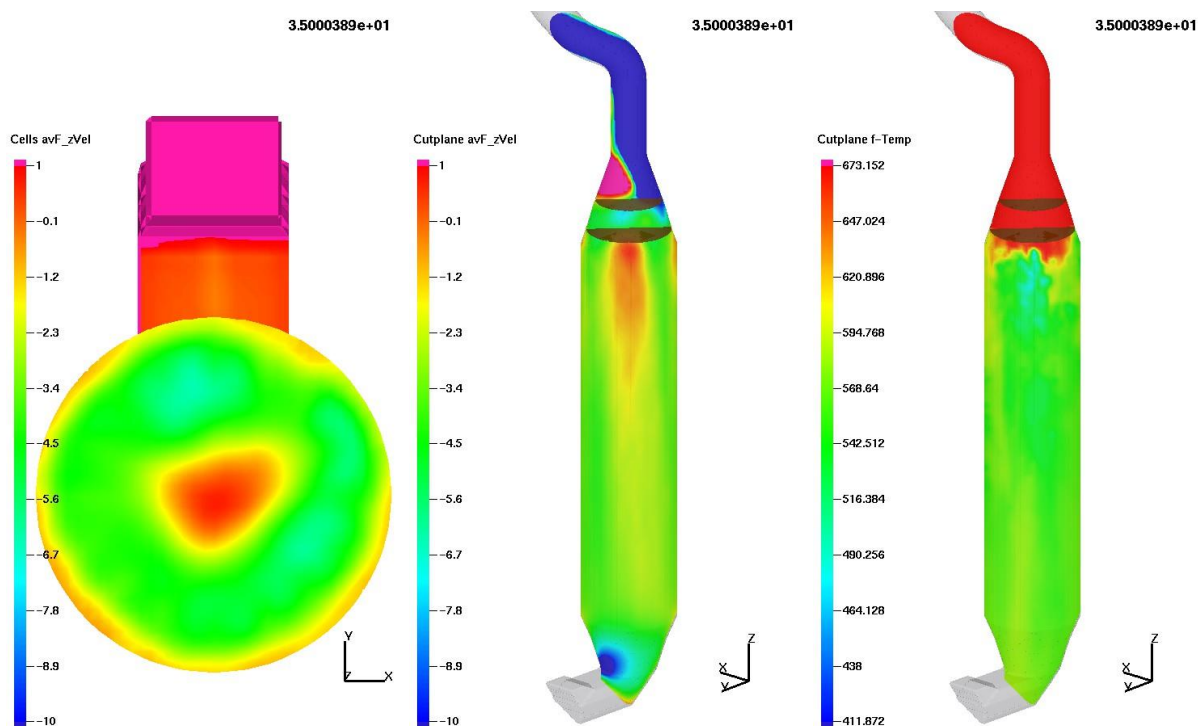 3.5000389e+01
Cells avF_zVel
1
-0.1
-1.2
-2.3
-3.4
-4.5
-5.6
-6.7
-7.8
-8.9
-10
Y
Z X
3.5000389e+01
Cutplane avF_zVel
1
-0.1
-1.2
-2.3
-3.4
-4.5
-5.6
-6.7
-7.8
-8.9
-10
Z
X
Y
3.5000389e+01
Cutplane f-Temp
673.152
647.024
620.896
594.768
568.64
542.512
516.384
490.256
464.128
438
411.872
Z
X
Y